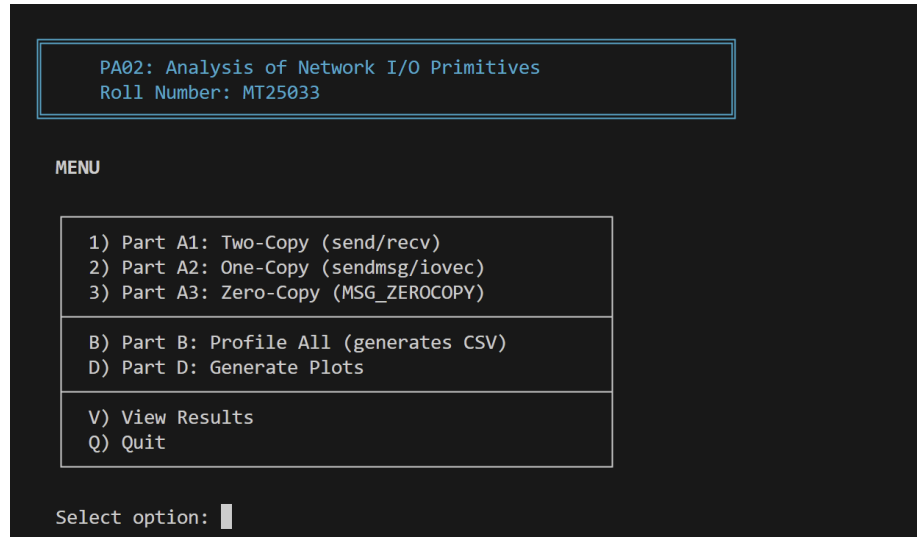 PA02: Analysis of Network I/O Primitives
Roll Number: MT25033
MENU
1) Part A1: Two-Copy (send/recv)
2) Part A2: One-Copy (sendmsg/iovec)
3) Part A3: Zero-Copy (MSG_ZEROCOPY)
B) Part B: Profile All (generates CSV)
D) Part D: Generate Plots
V) View Results
Q) Quit
Select option: